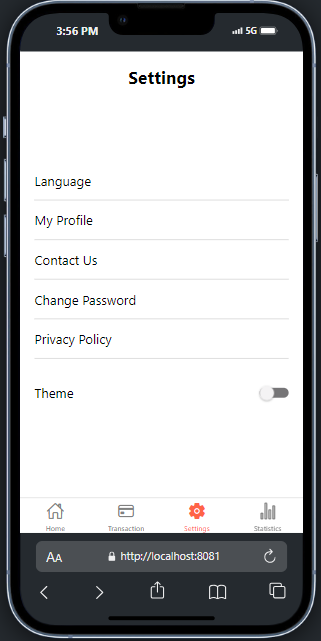 3:56 PM
5G
Settings
Language
My Profile
Contact Us
Change Password
Privacy Policy
Theme
Home
Transaction
Settings
Statistics
AA
http://localhost:8081